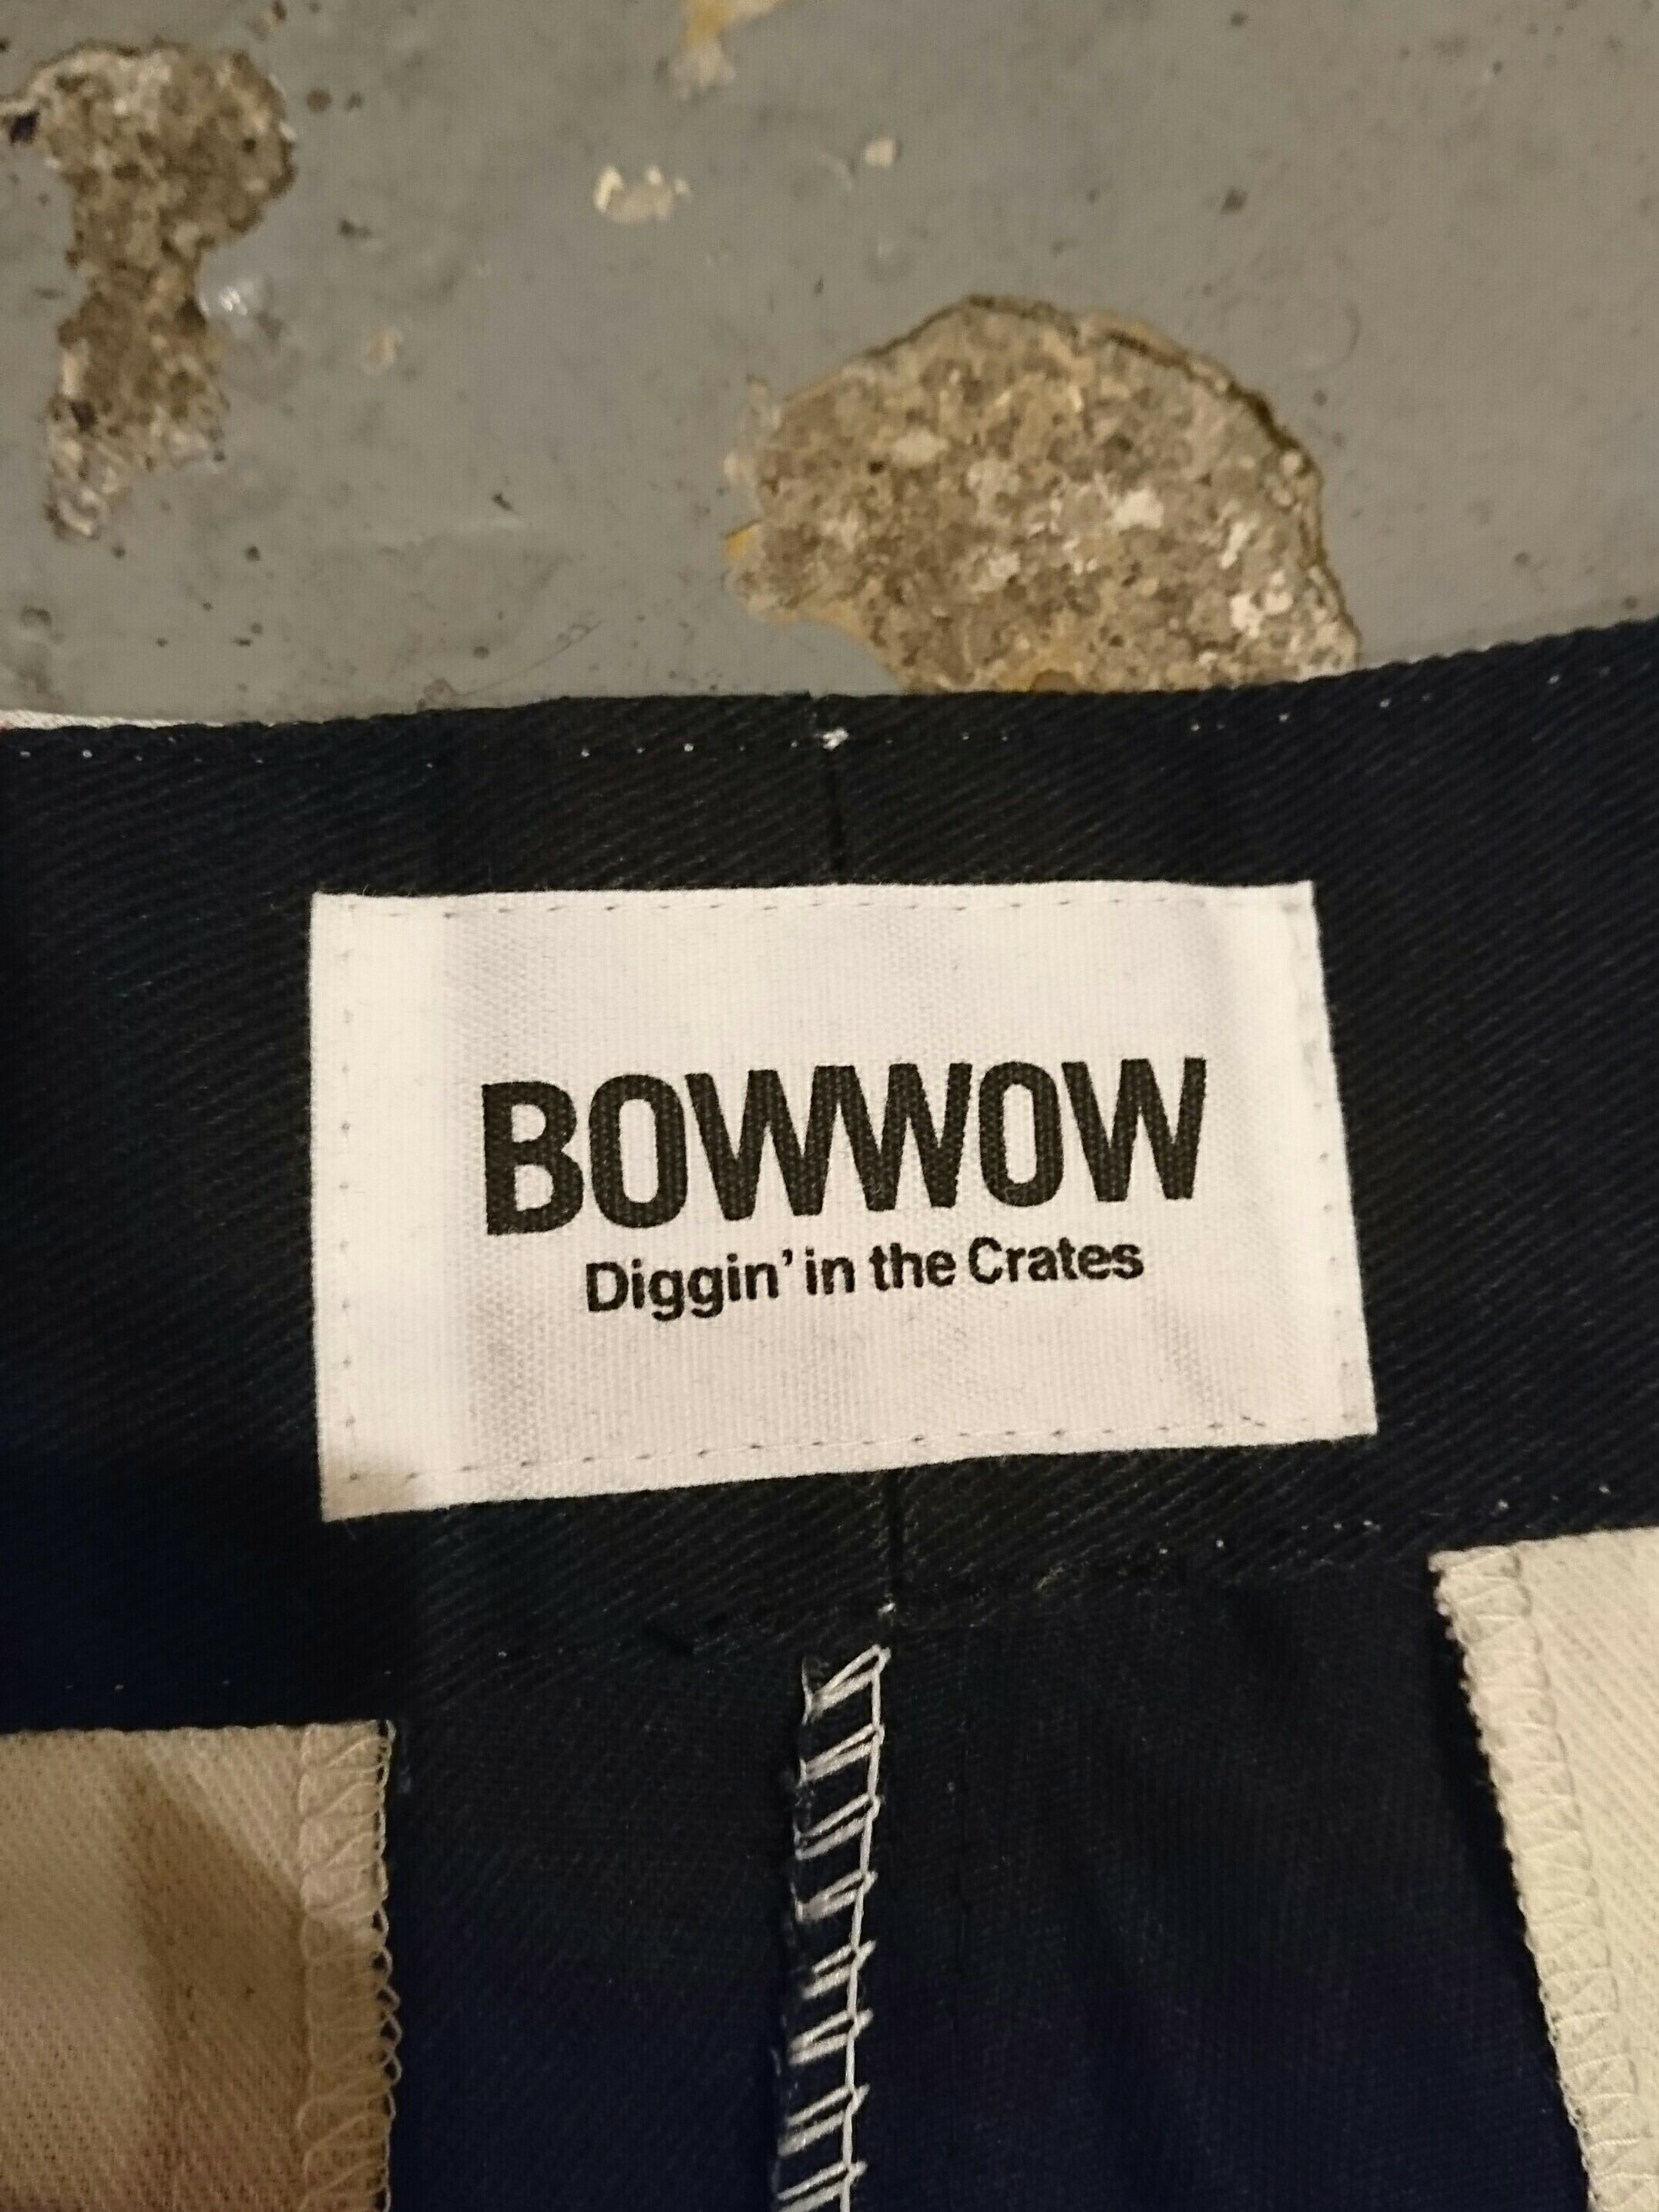 BOWWOW
Diggin' in the Crates